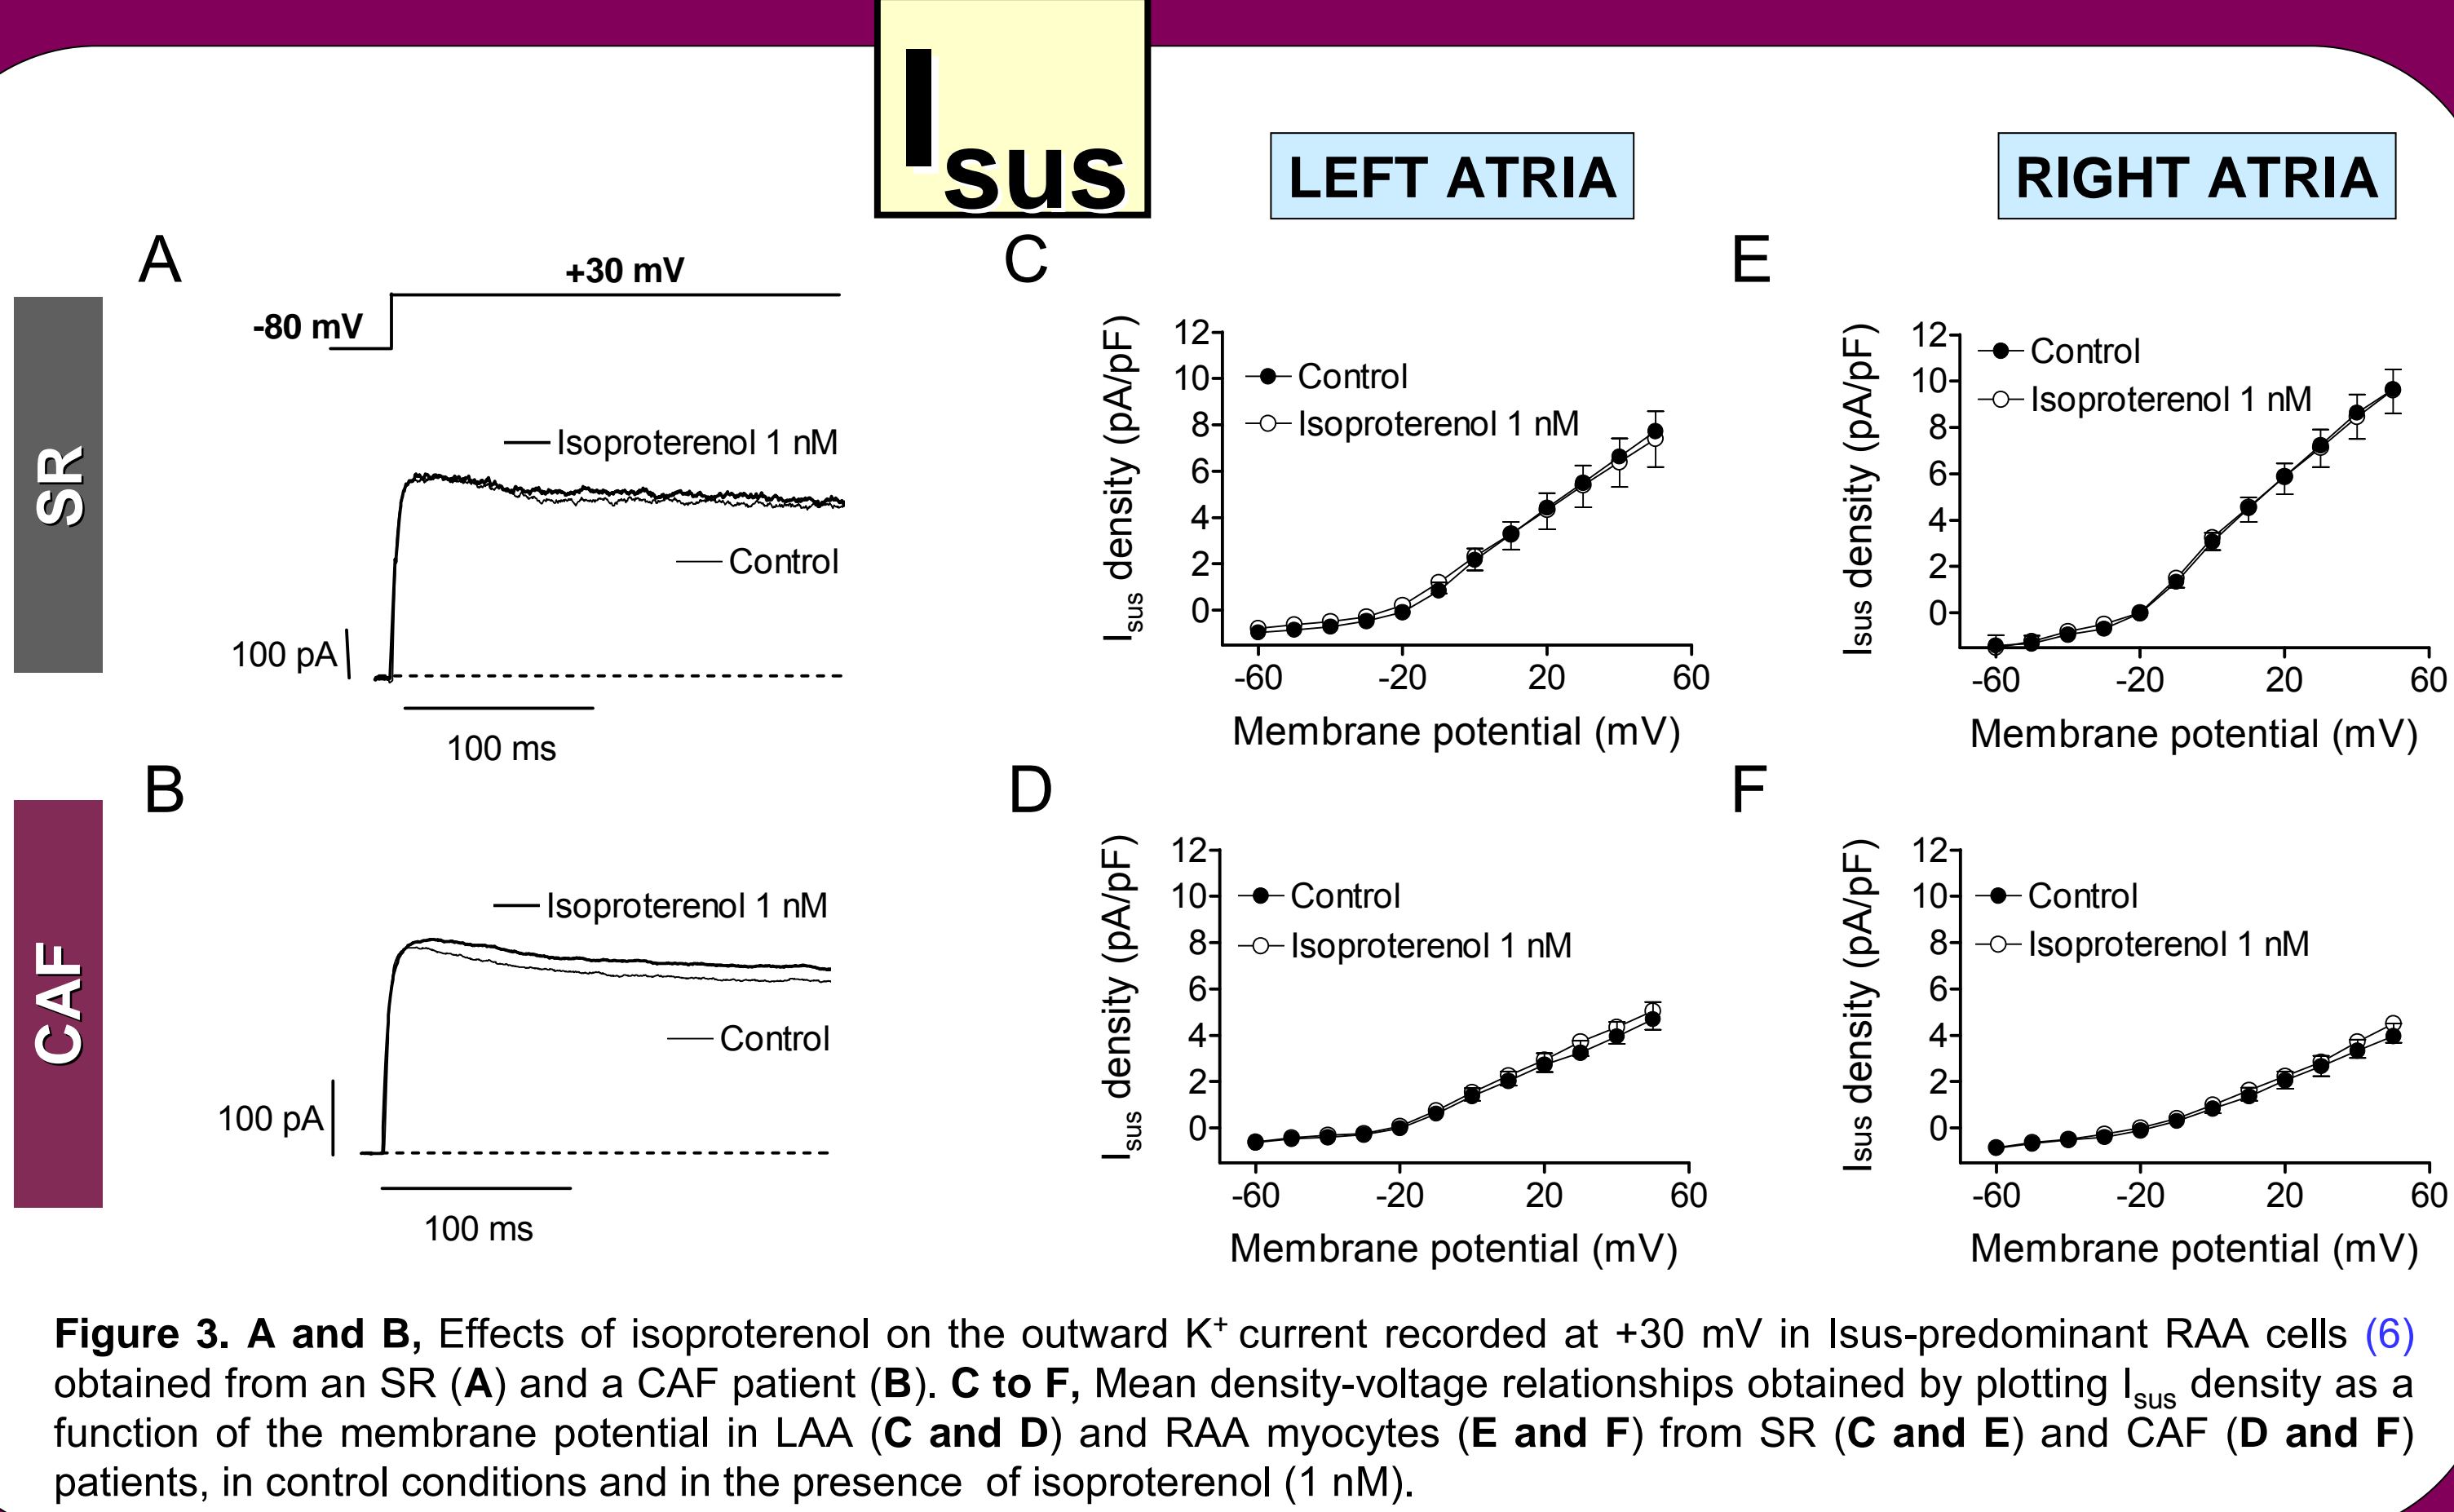 Isus
LEFT ATRIA
RIGHT ATRIA
SR
A
+30 mV
-80 mV
Isoproterenol 1 nM
Control
100 pA
100 ms
C
Isus density (pA/pF)
12
10
8
6
4
2
0
Control
Isoproterenol 1 nM
-60
-20
20
60
Membrane potential (mV)
E
Isus density (pA/pF)
12
10
8
6
4
2
0
Control
Isoproterenol 1 nM
-60
-20
20
60
Membrane potential (mV)
CAF
B
Isoproterenol 1 nM
Control
100 pA
100 ms
D
Isus density (pA/pF)
12
10
8
6
4
2
0
Control
Isoproterenol 1 nM
-60
-20
20
60
Membrane potential (mV)
F
Isus density (pA/pF)
12
10
8
6
4
2
0
Control
Isoproterenol 1 nM
-60
-20
20
60
Membrane potential (mV)
Figure 3. A and B, Effects of isoproterenol on the outward K+ current recorded at +30 mV in Isus-predominant RAA cells (6)
obtained from an SR (A) and a CAF patient (B). C to F, Mean density-voltage relationships obtained by plotting Isus density as a
function of the membrane potential in LAA (C and D) and RAA myocytes (E and F) from SR (C and E) and CAF (D and F)
patients, in control conditions and in the presence of isoproterenol (1 nM).